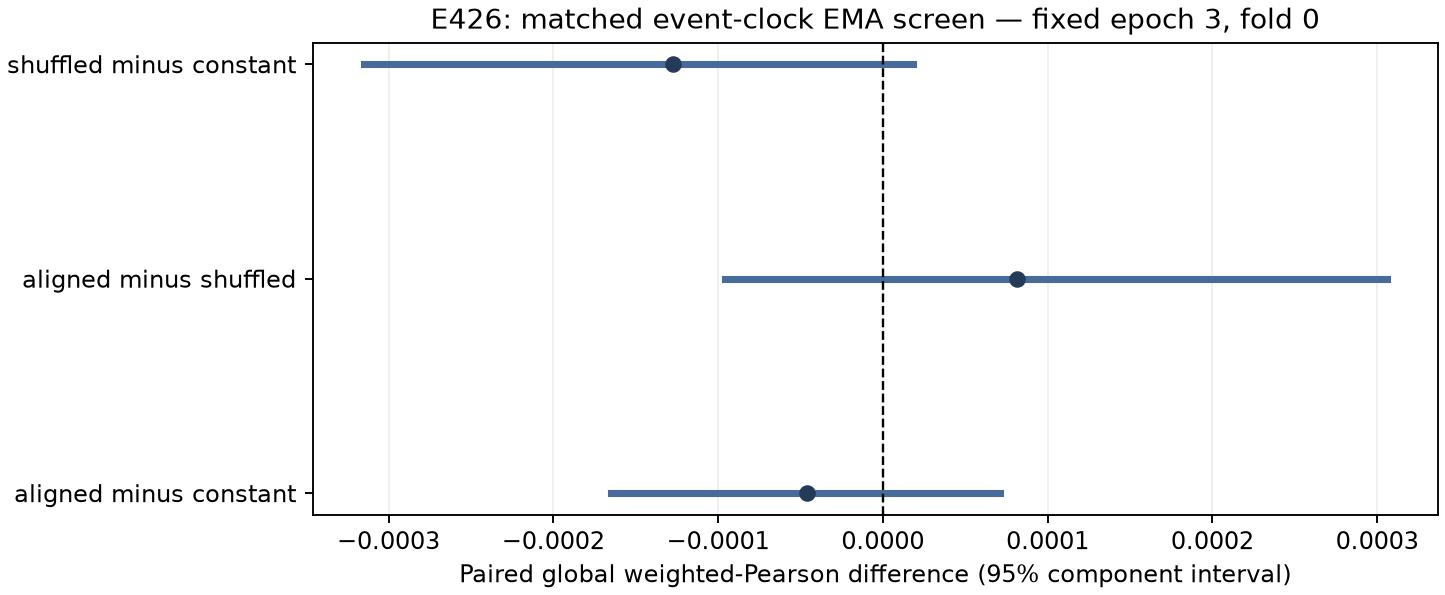 E426: matched event-clock EMA screen — fixed epoch 3, fold 0
shuffled minus constant
aligned minus shuffled
aligned minus constant
−0.0003 −0.0002 −0.0001 0.0000 0.0001 0.0002 0.0003
Paired global weighted-Pearson difference (95% component interval)